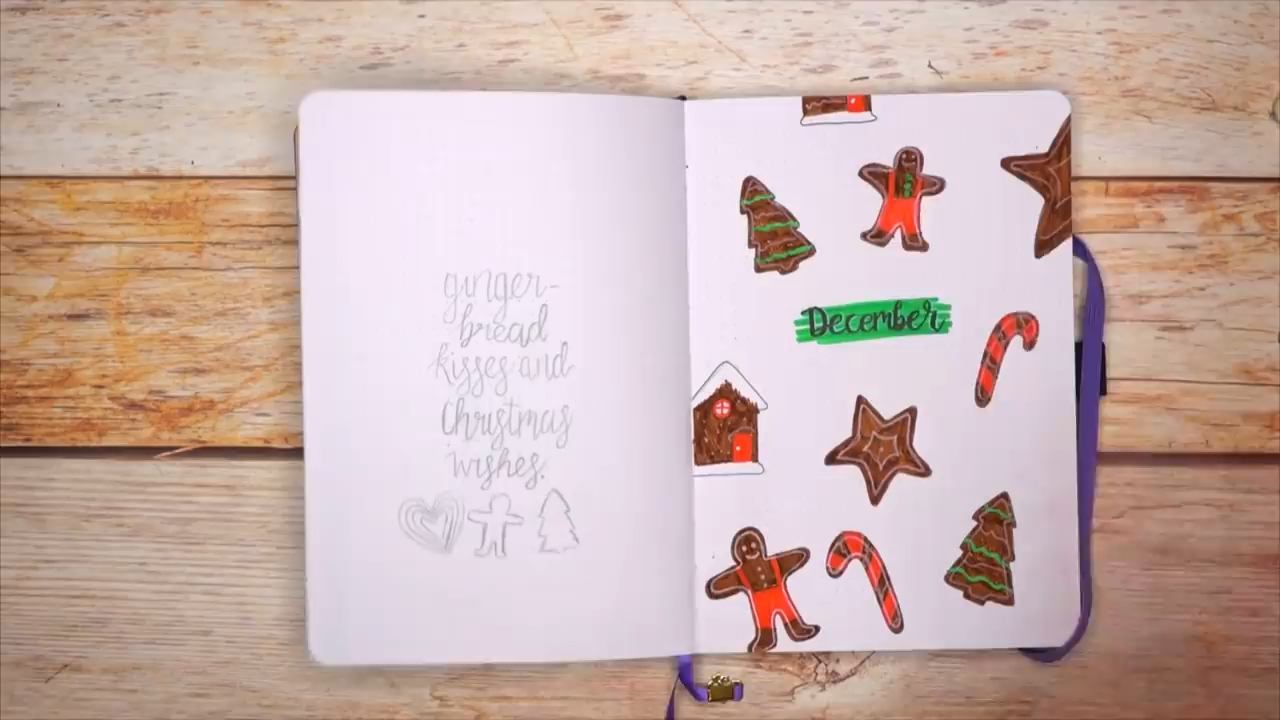 ginger-
bread
kisses and
Christmas
wishes.
December